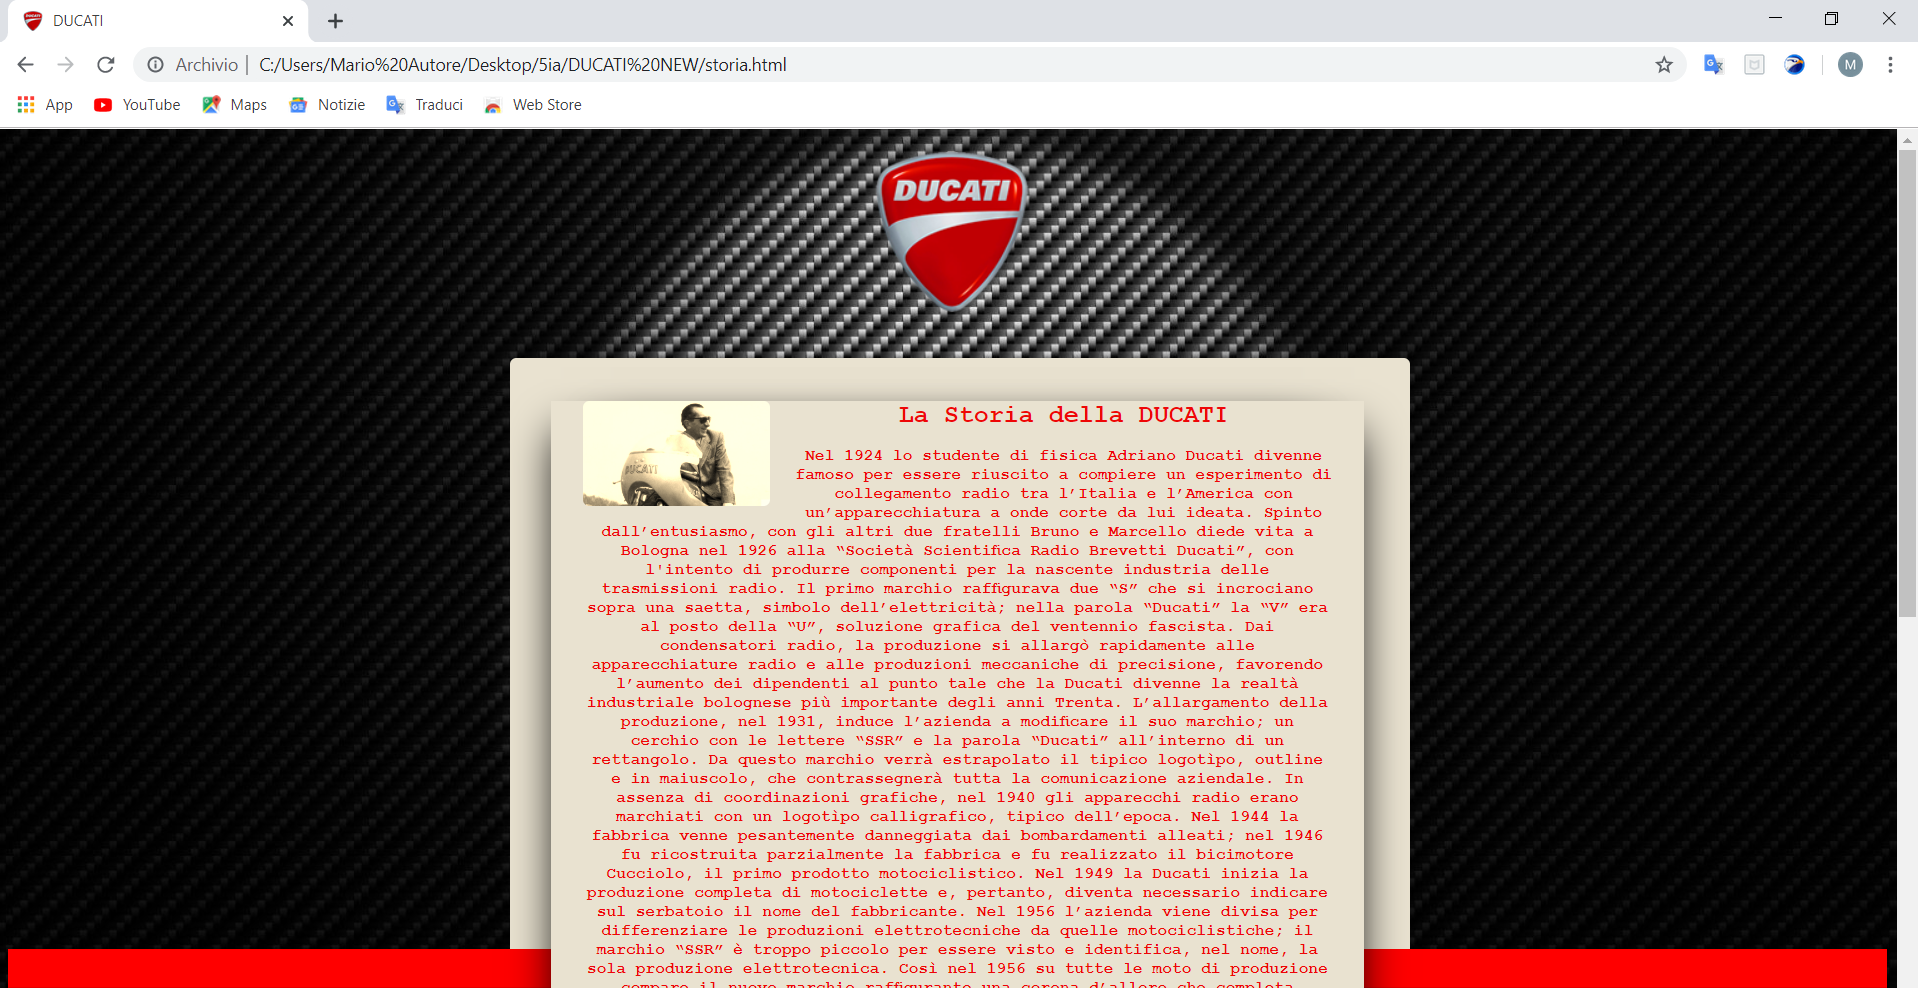 DUCATI
Archivio | C:/Users/Mario%20Autore/Desktop/5ia/DUCATI%20NEW/storia.html
M
App YouTube Maps Notizie Traduci Web Store
DUCATI
La Storia della DUCATI
DUCATI
Nel 1924 lo studente di fisica Adriano Ducati divenne
famoso per essere riuscito a compiere un esperimento di
collegamento radio tra l’Italia e l’America con
un’apparecchiatura a onde corte da lui ideata. Spinto
dall’entusiasmo, con gli altri due fratelli Bruno e Marcello diede vita a
Bologna nel 1926 alla “Società Scientifica Radio Brevetti Ducati”, con
l'intento di produrre componenti per la nascente industria delle
trasmissioni radio. Il primo marchio raffigurava due “S” che si incrociano
sopra una saetta, simbolo dell’elettricità; nella parola “Ducati” la “V” era
al posto della “U”, soluzione grafica del ventennio fascista. Dai
condensatori radio, la produzione si allargò rapidamente alle
apparecchiature radio e alle produzioni meccaniche di precisione, favorendo
l’aumento dei dipendenti al punto tale che la Ducati divenne la realtà
industriale bolognese più importante degli anni Trenta. L’allargamento della
produzione, nel 1931, induce l’azienda a modificare il suo marchio; un
cerchio con le lettere “SSR” e la parola “Ducati” all’interno di un
rettangolo. Da questo marchio verrà estrapolato il tipico logotìpo, outline
e in maiuscolo, che contrassegnerà tutta la comunicazione aziendale. In
assenza di coordinazioni grafiche, nel 1940 gli apparecchi radio erano
marchiati con un logotìpo calligrafico, tipico dell’epoca. Nel 1944 la
fabbrica venne pesantemente danneggiata dai bombardamenti alleati; nel 1946
fu ricostruita parzialmente la fabbrica e fu realizzato il bicimotore
Cucciolo, il primo prodotto motociclistico. Nel 1949 la Ducati inizia la
produzione completa di motociclette e, pertanto, diventa necessario indicare
sul serbatoio il nome del fabbricante. Nel 1956 l’azienda viene divisa per
differenziare le produzioni elettrotecniche da quelle motociclistiche; il
marchio “SSR” è troppo piccolo per essere visto e identifica, nel nome, la
sola produzione elettrotecnica. Così nel 1956 su tutte le moto di produzione
compare il nuovo marchio raffigurante una corona d’alloro che completa